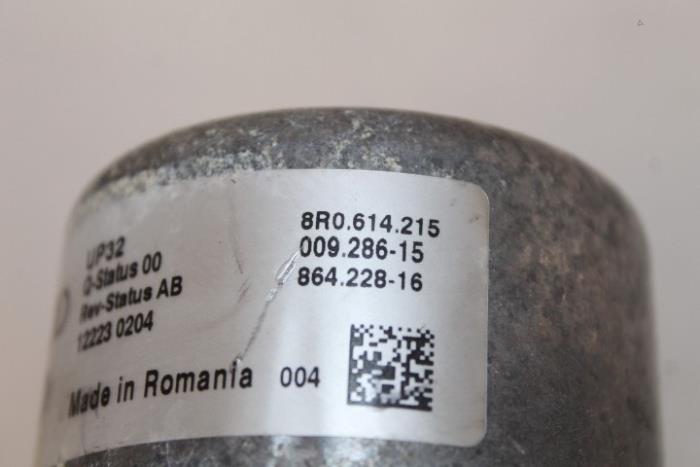 UP32
Q-Status 00
Rev-Status AB
12223 0204
8R0.614.215
009.286-15
864.228-16
Made in Romania 004